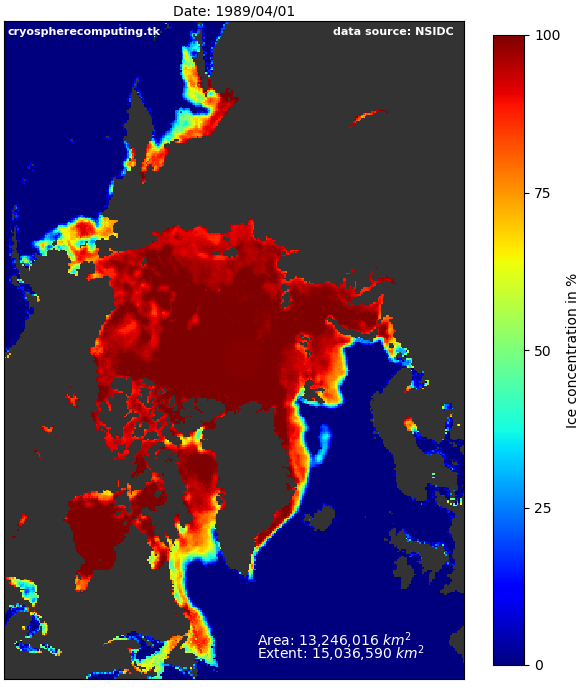 Date: 1989/04/01
cryospherecomputing.tk
data source: NSIDC
100
75
50
25
0
Ice concentration in %
Area: 13,246,016 km²
Extent: 15,036,590 km²